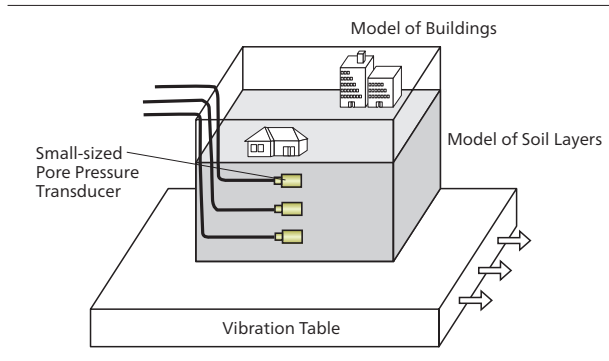 Model of Buildings
Model of Soil Layers
Small-sized
Pore Pressure
Transducer
Vibration Table